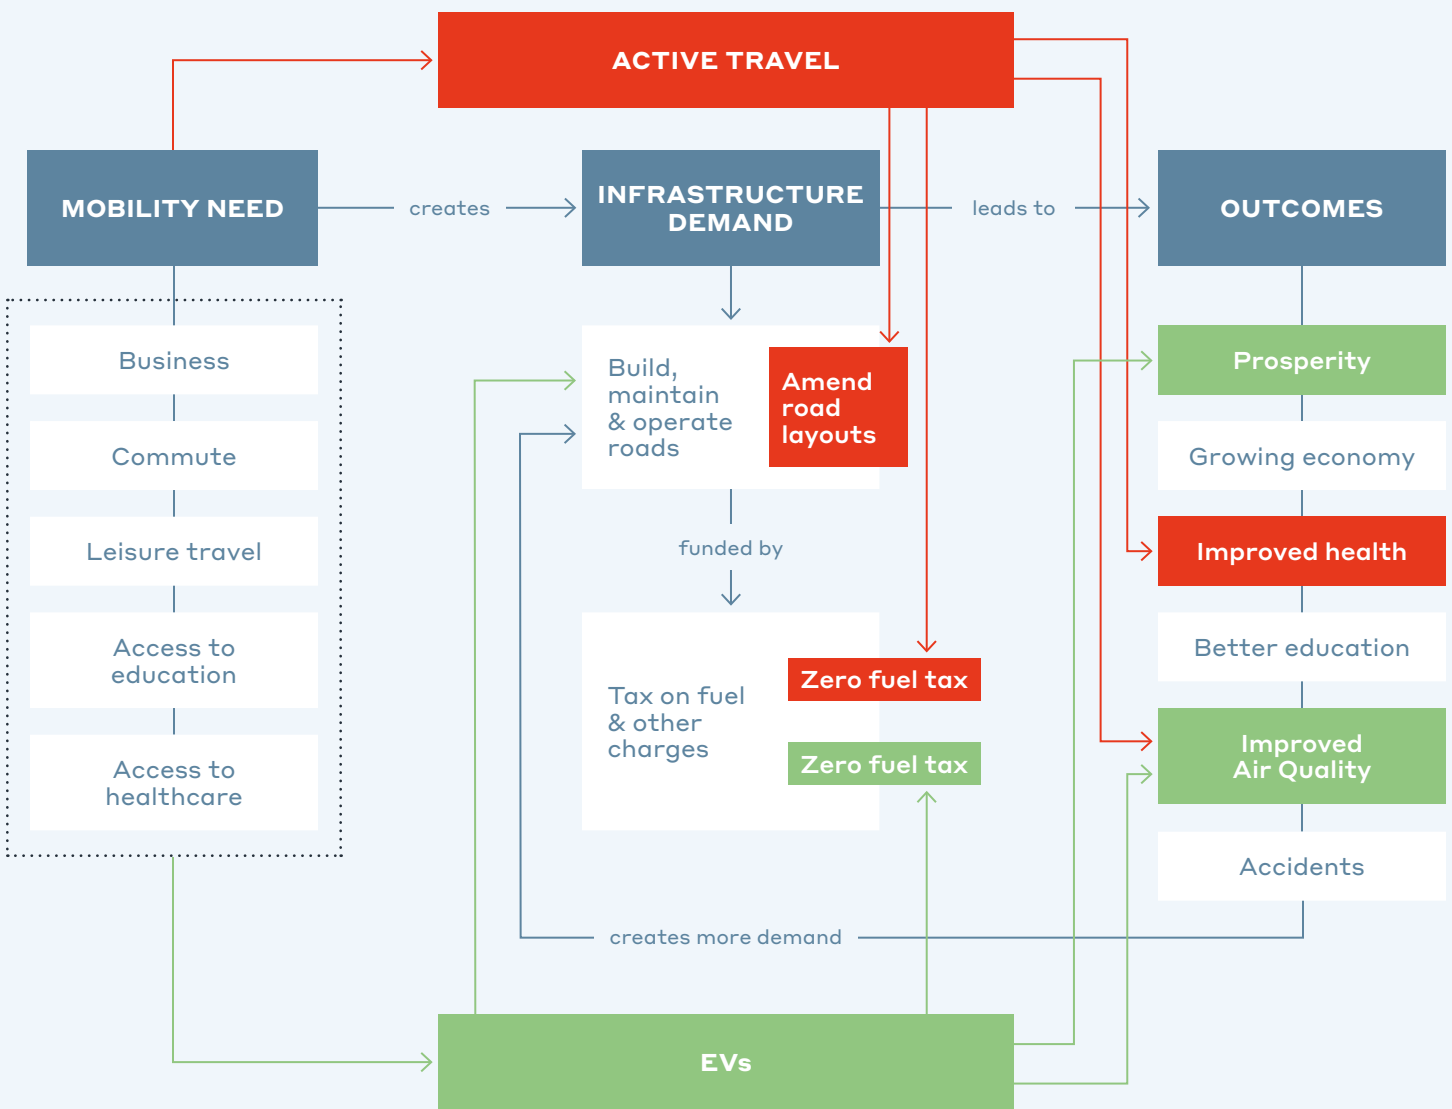 ACTIVE TRAVEL
MOBILITY NEED
creates
INFRASTRUCTURE
DEMAND
leads to
OUTCOMES
Business
Commute
Leisure travel
Access to
education
Access to
healthcare
Build,
maintain
& operate
roads
Amend
road
layouts
funded by
Tax on fuel
& other
charges
Zero fuel tax
Zero fuel tax
Prosperity
Growing economy
Improved health
Better education
Improved
Air Quality
Accidents
creates more demand
EVs